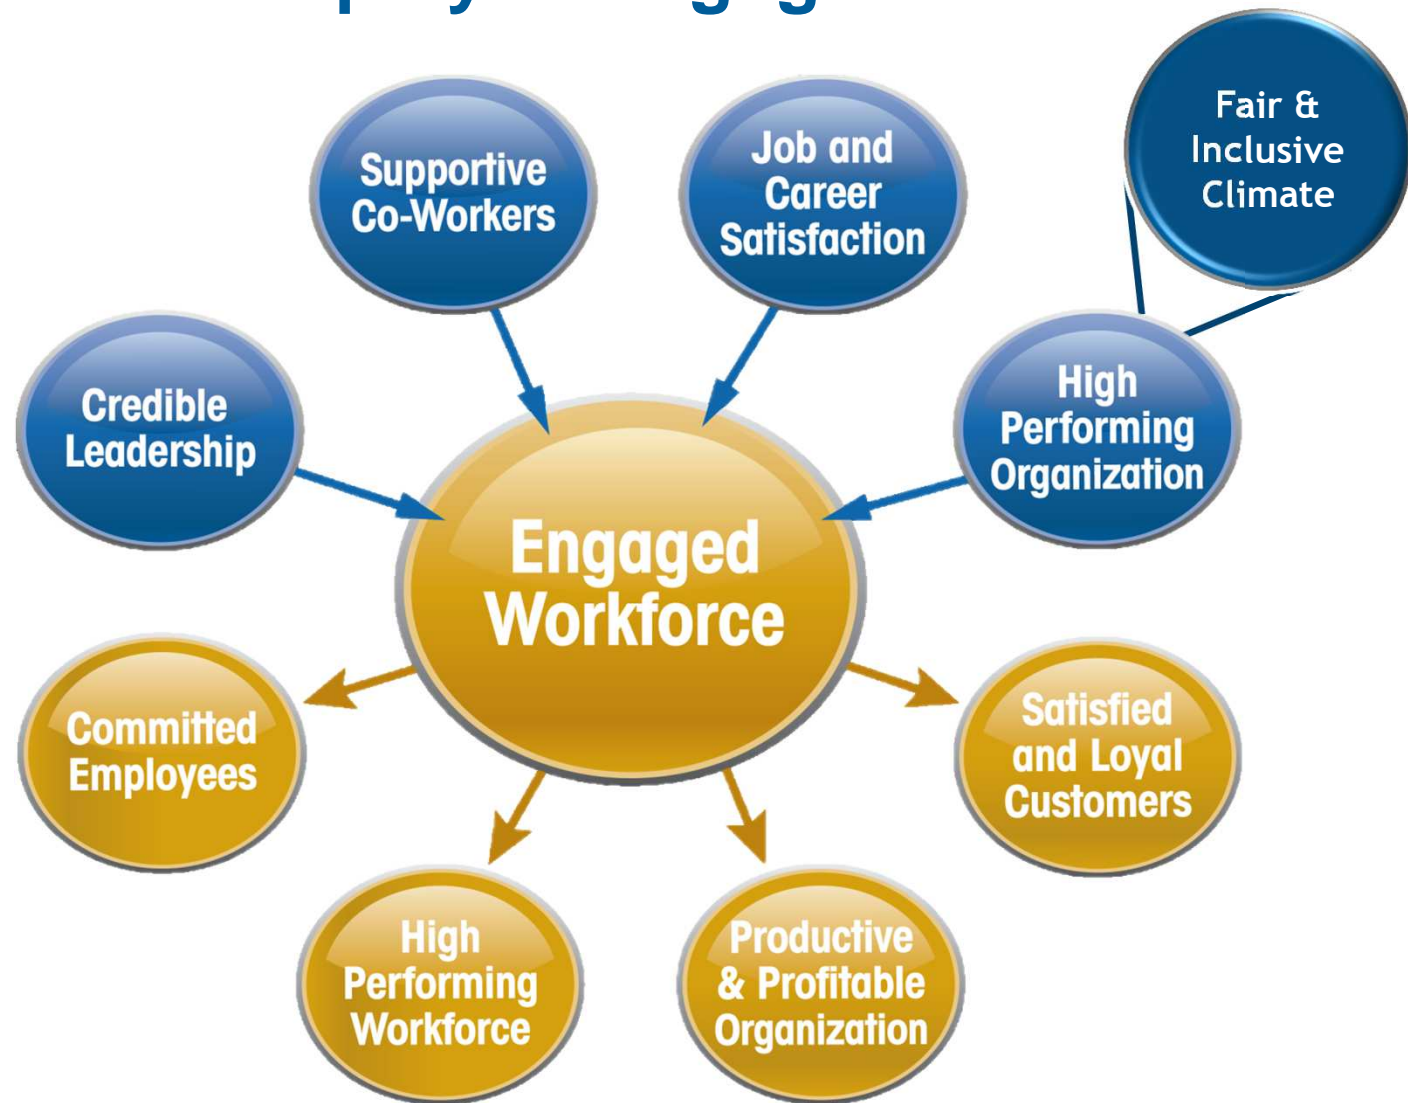 Fair &
Inclusive
Climate
Supportive
Co-Workers
Job and
Career
Satisfaction
Credible
Leadership
High
Performing
Organization
Engaged
Workforce
Committed
Employees
Satisfied
and Loyal
Customers
High
Performing
Workforce
Productive
& Profitable
Organization